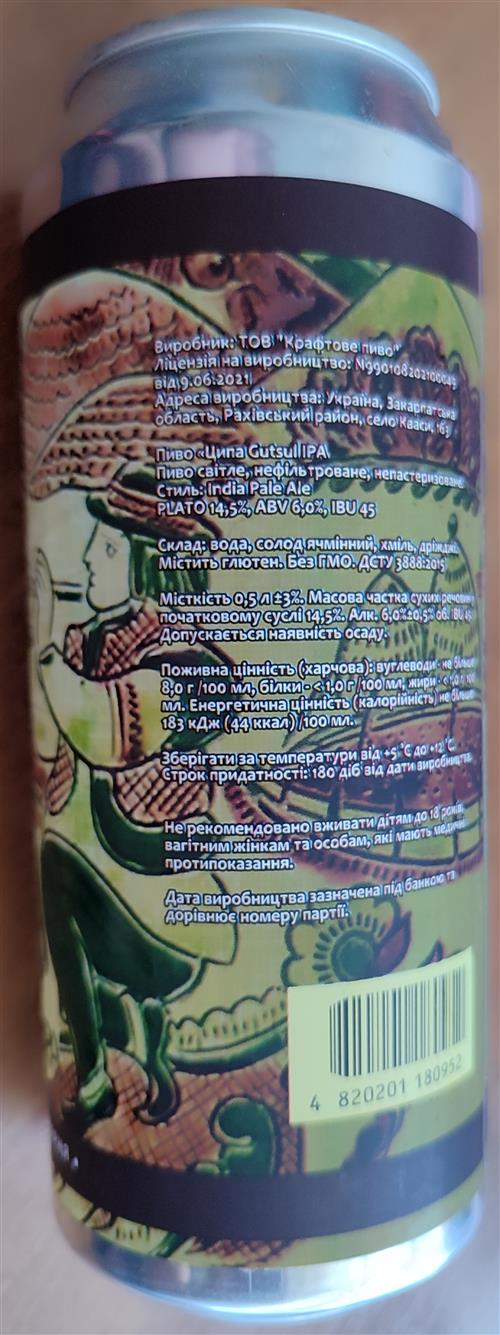 Виробник: ТОВ "Крафтове пиво"
Ліцензія на виробництво: N990108202100049
від 9.06.2021
Адреса виробництва: Україна, Закарпатська
область, Рахівський район, село Кваси, 163
Пиво «Ципа Gutsul IPA\
Пиво світле, нефільтроване, непастеризоване.
Стиль: India Pale Ale
PLATO 14,5%, ABV 6,0%, IBU 45
Склад: вода, солод ячмінний, хміль, дріжджі.
Містить глютен. Без ГМО. ДСТУ 3888:2015
Місткість 0,5 л ±3%. Масова частка сухих речовин у
початковому суслі 14,5%. Алк. 6,0%±0,5% об. IBU 45
Допускається наявність осаду.
Поживна цінність (харчова): вуглеводи - не більше
8,0 г /100 мл, білки - < 1,0 г /100 мл, жири - < 1,0 г 100
мл. Енергетична цінність (калорійність) не більше
183 кДж (44 ккал)/100 мл.
Зберігати за температури від +5 °C до +12 °C
Строк придатності: 180 діб від дати виробництва.
Не рекомендовано вживати дітям до 18 років,
вагітним жінкам та особам, які мають медичні
протипоказання.
Дата виробництва зазначена під банкою та
дорівнює номеру партії.
4 820201 180952